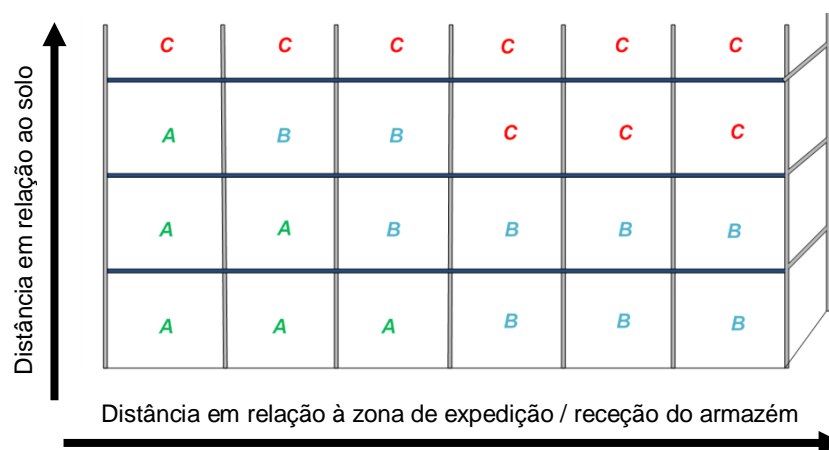 Distância em relação ao solo
C C C C C C
A B B C C C
A A B B B B
A A A B B B
Distância em relação à zona de expedição / receção do armazém